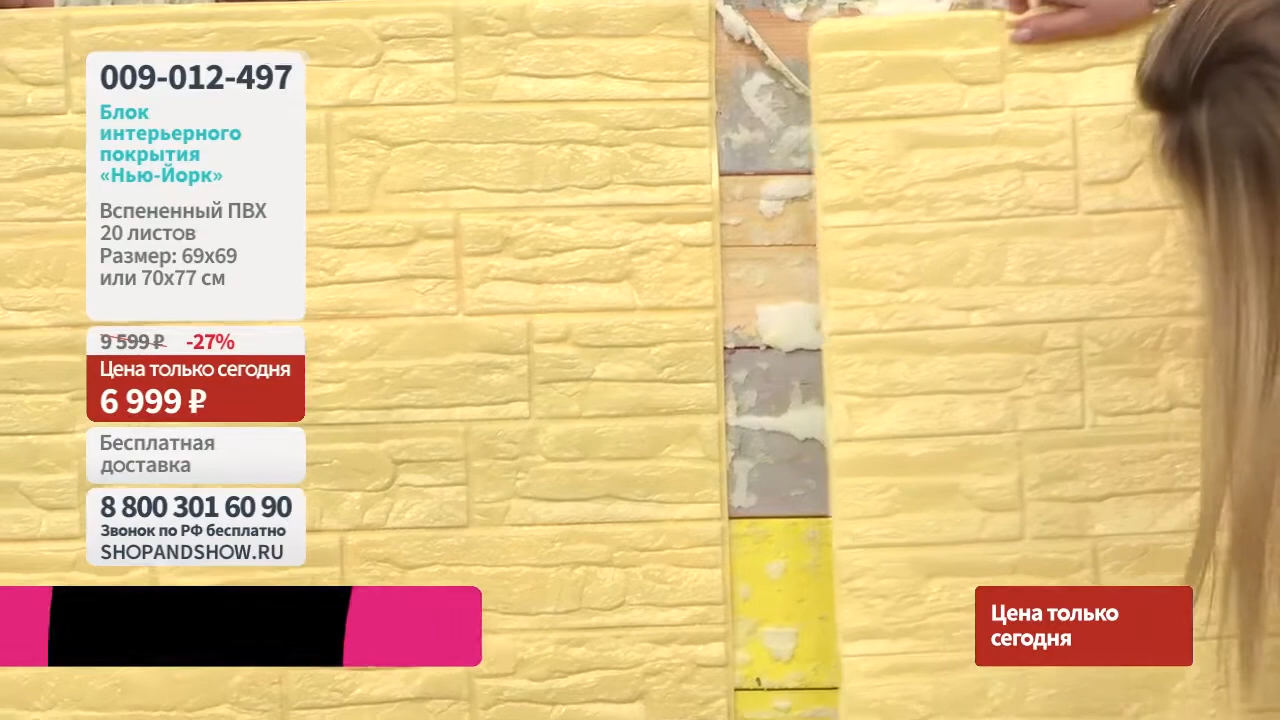 009-012-497
Блок
интерьерного
покрытия
«Нью-Йорк»
Вспененный ПВХ
20 листов
Размер: 69х69
или 70х77 см
9 599 ₽ -27%
Цена только сегодня
6 999 ₽
Бесплатная
доставка
8 800 301 60 90
Звонок по РФ бесплатно
SHOPANDSHOW.RU
Цена только
сегодня